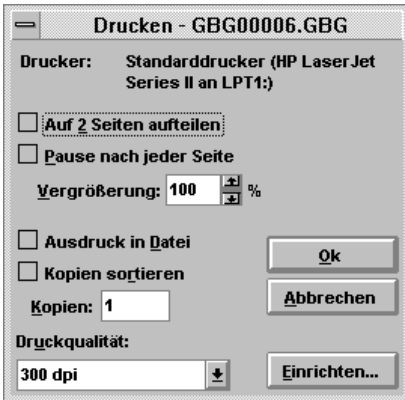 Drucken - GBG00006.GBG
Drucker: Standarddrucker (HP LaserJet
Series II an LPT1:)
Auf 2 Seiten aufteilen
Pause nach jeder Seite
Vergrößerung: 100 %
Ausdruck in Datei
Kopien sortieren
Kopien: 1
Ok
Abbrechen
Druckqualität:
300 dpi
Einrichten...